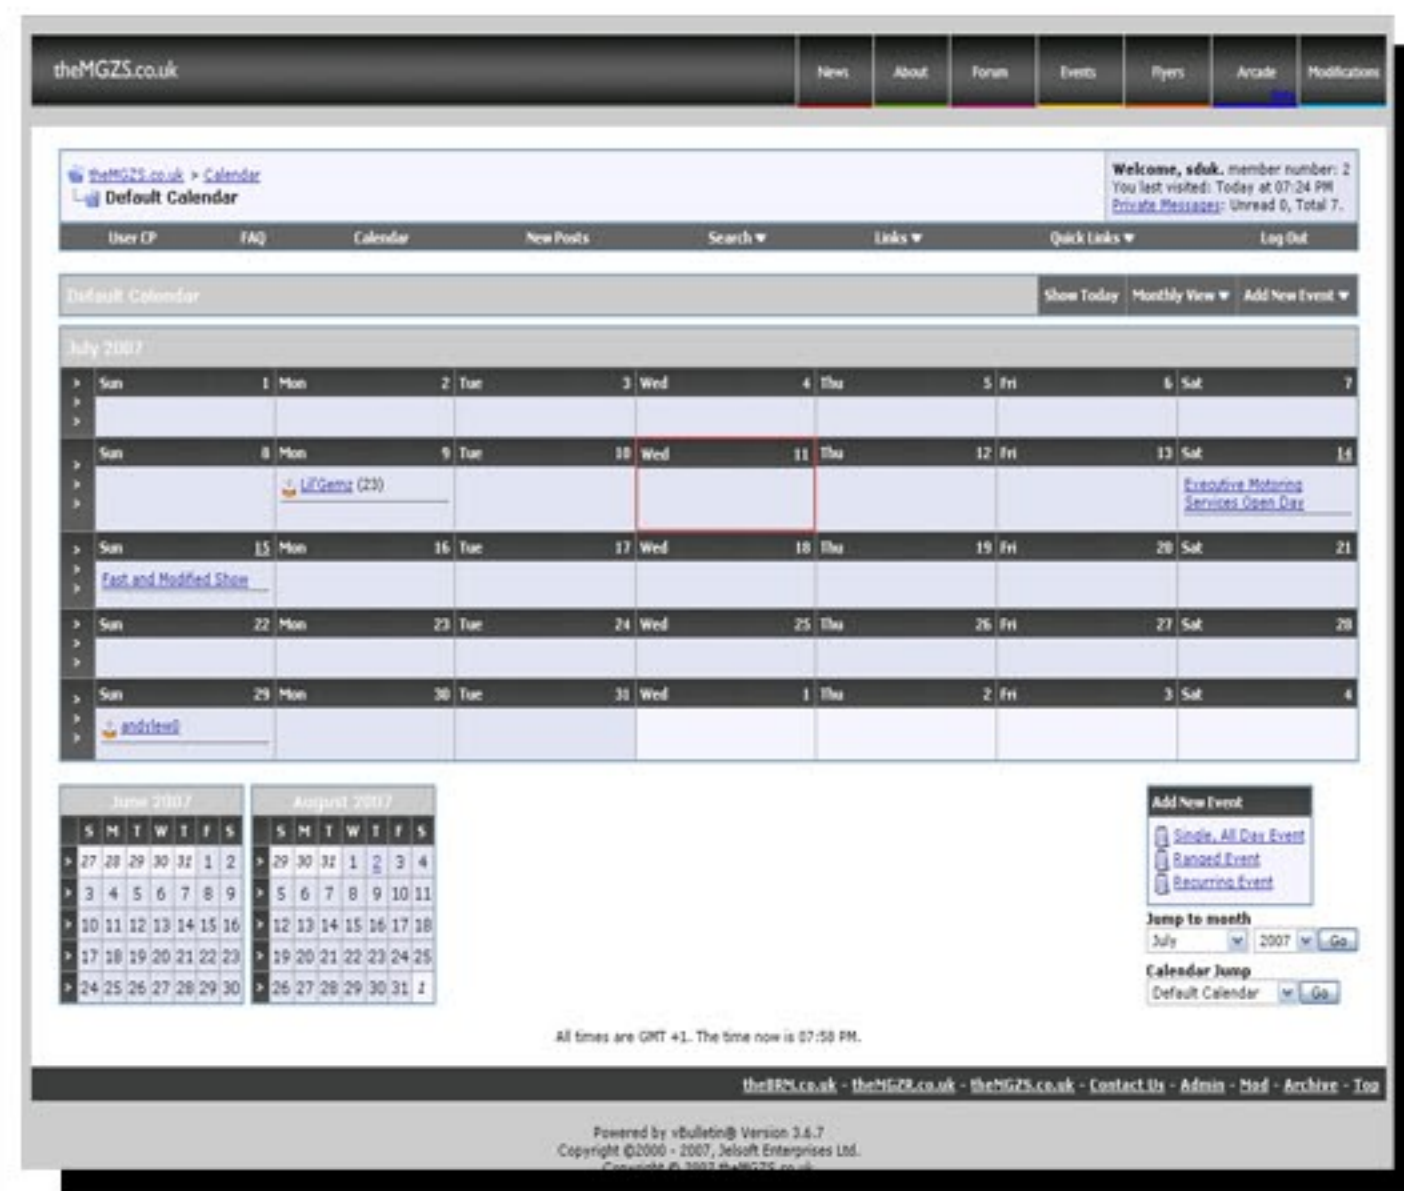 theMGZS.co.uk
News About Forum Events Flyers Arcade Modifications
theMGZS.co.uk > Calendar
Default Calendar
Welcome, sduk. member number: 2
You last visited: Today at 07:24 PM
Private Messages: Unread 0, Total 7.
User CP FAQ Calendar New Posts Search Links Quick Links Log Out
Default Calendar Show Today Monthly View Add New Event
July 2007
> Sun 1 Mon 2 Tue 3 Wed 4 Thu 5 Fri 6 Sat 7
>
>
Sun 8 Mon 9 Tue 10 Wed 11 Thu 12 Fri 13 Sat 14
>
> Lil'Gemz (23) Executive Motoring
> Services Open Day
> Sun 15 Mon 16 Tue 17 Wed 18 Thu 19 Fri 20 Sat 21
>
> Fast and Modified Show
> Sun 22 Mon 23 Tue 24 Wed 25 Thu 26 Fri 27 Sat 28
>
>
> Sun 29 Mon 30 Tue 31 Wed 1 Thu 2 Fri 3 Sat 4
>
>
June 2007
S M T W T F S
> 27 28 29 30 31 1 2
> 3 4 5 6 7 8 9
> 10 11 12 13 14 15 16
> 17 18 19 20 21 22 23
> 24 25 26 27 28 29 30
August 2007
S M T W T F S
> 29 30 31 1 2 3 4
> 5 6 7 8 9 10 11
> 12 13 14 15 16 17 18
> 19 20 21 22 23 24 25
> 26 27 28 29 30 31 1
Add New Event
Single, All Day Event
Ranged Event
Recurring Event
Jump to month
July 2007 Go
Calendar Jump
Default Calendar Go
All times are GMT +1. The time now is 07:58 PM.
theBRM.co.uk - theMGZR.co.uk - theMGZS.co.uk - Contact Us - Admin - Mod - Archive - Top
Powered by vBulletin® Version 3.6.7
Copyright ©2000 - 2007, Jelsoft Enterprises Ltd.
Copyright © 2007 theMGZS.co.uk